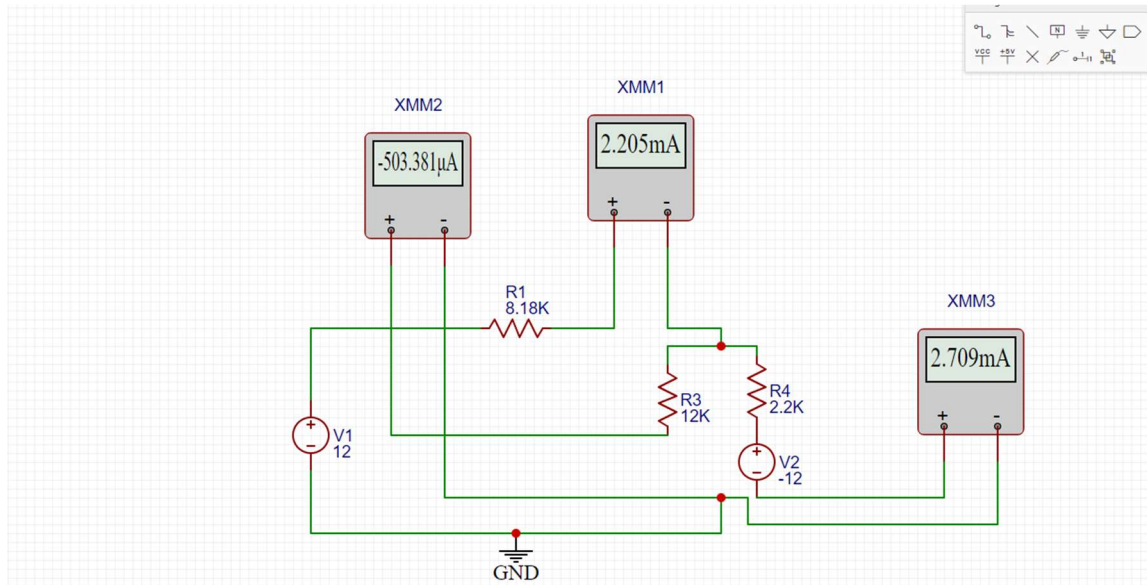 N
VCC
+5V
1
XMM2
-503.381µA
+ -
XMM1
2.205mA
+ -
R1
8.18K
XMM3
2.709mA
+ -
R3
12K
R4
2.2K
+
-
V1
12
+
-
V2
-12
GND